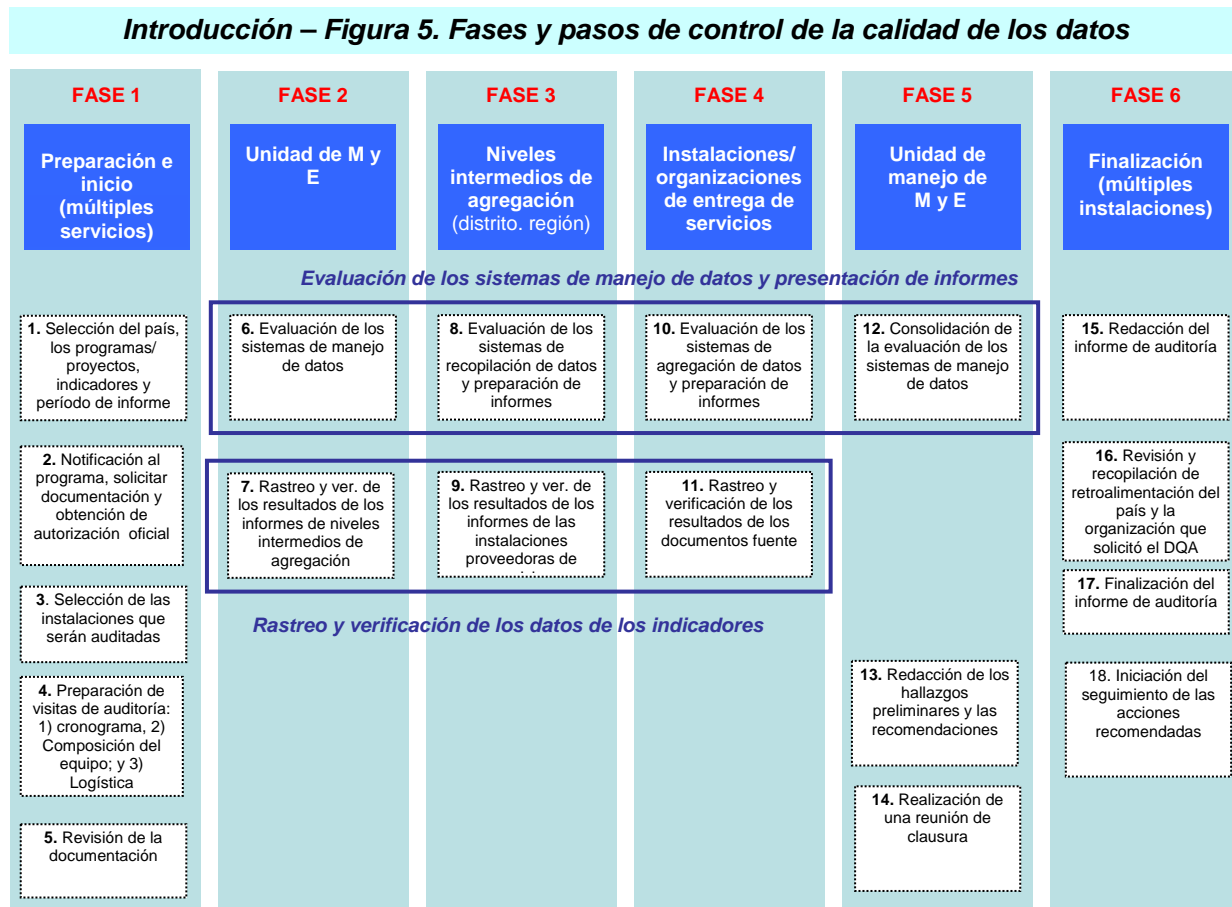 Introducción – Figura 5. Fases y pasos de control de la calidad de los datos
FASE 1
Preparación e
inicio
(múltiples
servicios)
1. Selección del país,
los programas/
proyectos,
indicadores y
período de informe
2. Notificación al
programa, solicitar
documentación y
obtención de
autorización oficial
3. Selección de las
instalaciones que
serán auditadas
4. Preparación de
visitas de auditoría:
1) cronograma, 2)
Composición del
equipo; y 3)
Logística
5. Revisión de la
documentación
FASE 2
Unidad de M y
E
FASE 3
Niveles
intermedios de
agregación
(distrito. región)
FASE 4
Instalaciones/
organizaciones
de entrega de
servicios
FASE 5
Unidad de
manejo de
M y E
FASE 6
Finalización
(múltiples
instalaciones)
Evaluación de los sistemas de manejo de datos y presentación de informes
6. Evaluación de los
sistemas de manejo
de datos
8. Evaluación de los
sistemas de
recopilación de datos
y preparación de
informes
10. Evaluación de los
sistemas de
agregación de datos
y preparación de
informes
12. Consolidación de
la evaluación de los
sistemas de manejo
de datos
7. Rastreo y ver. de
los resultados de los
informes de niveles
intermedios de
agregación
9. Rastreo y ver. de
los resultados de los
informes de las
instalaciones
proveedoras de
11. Rastreo y
verificación de los
resultados de los
documentos fuente
Rastreo y verificación de los datos de los indicadores
13. Redacción de los
hallazgos
preliminares y las
recomendaciones
14. Realización de
una reunión de
clausura
15. Redacción del
informe de auditoría
16. Revisión y
recopilación de
retroalimentación del
país y la
organización que
solicitó el DQA
17. Finalización del
informe de auditoría
18. Iniciación del
seguimiento de las
acciones
recomendadas